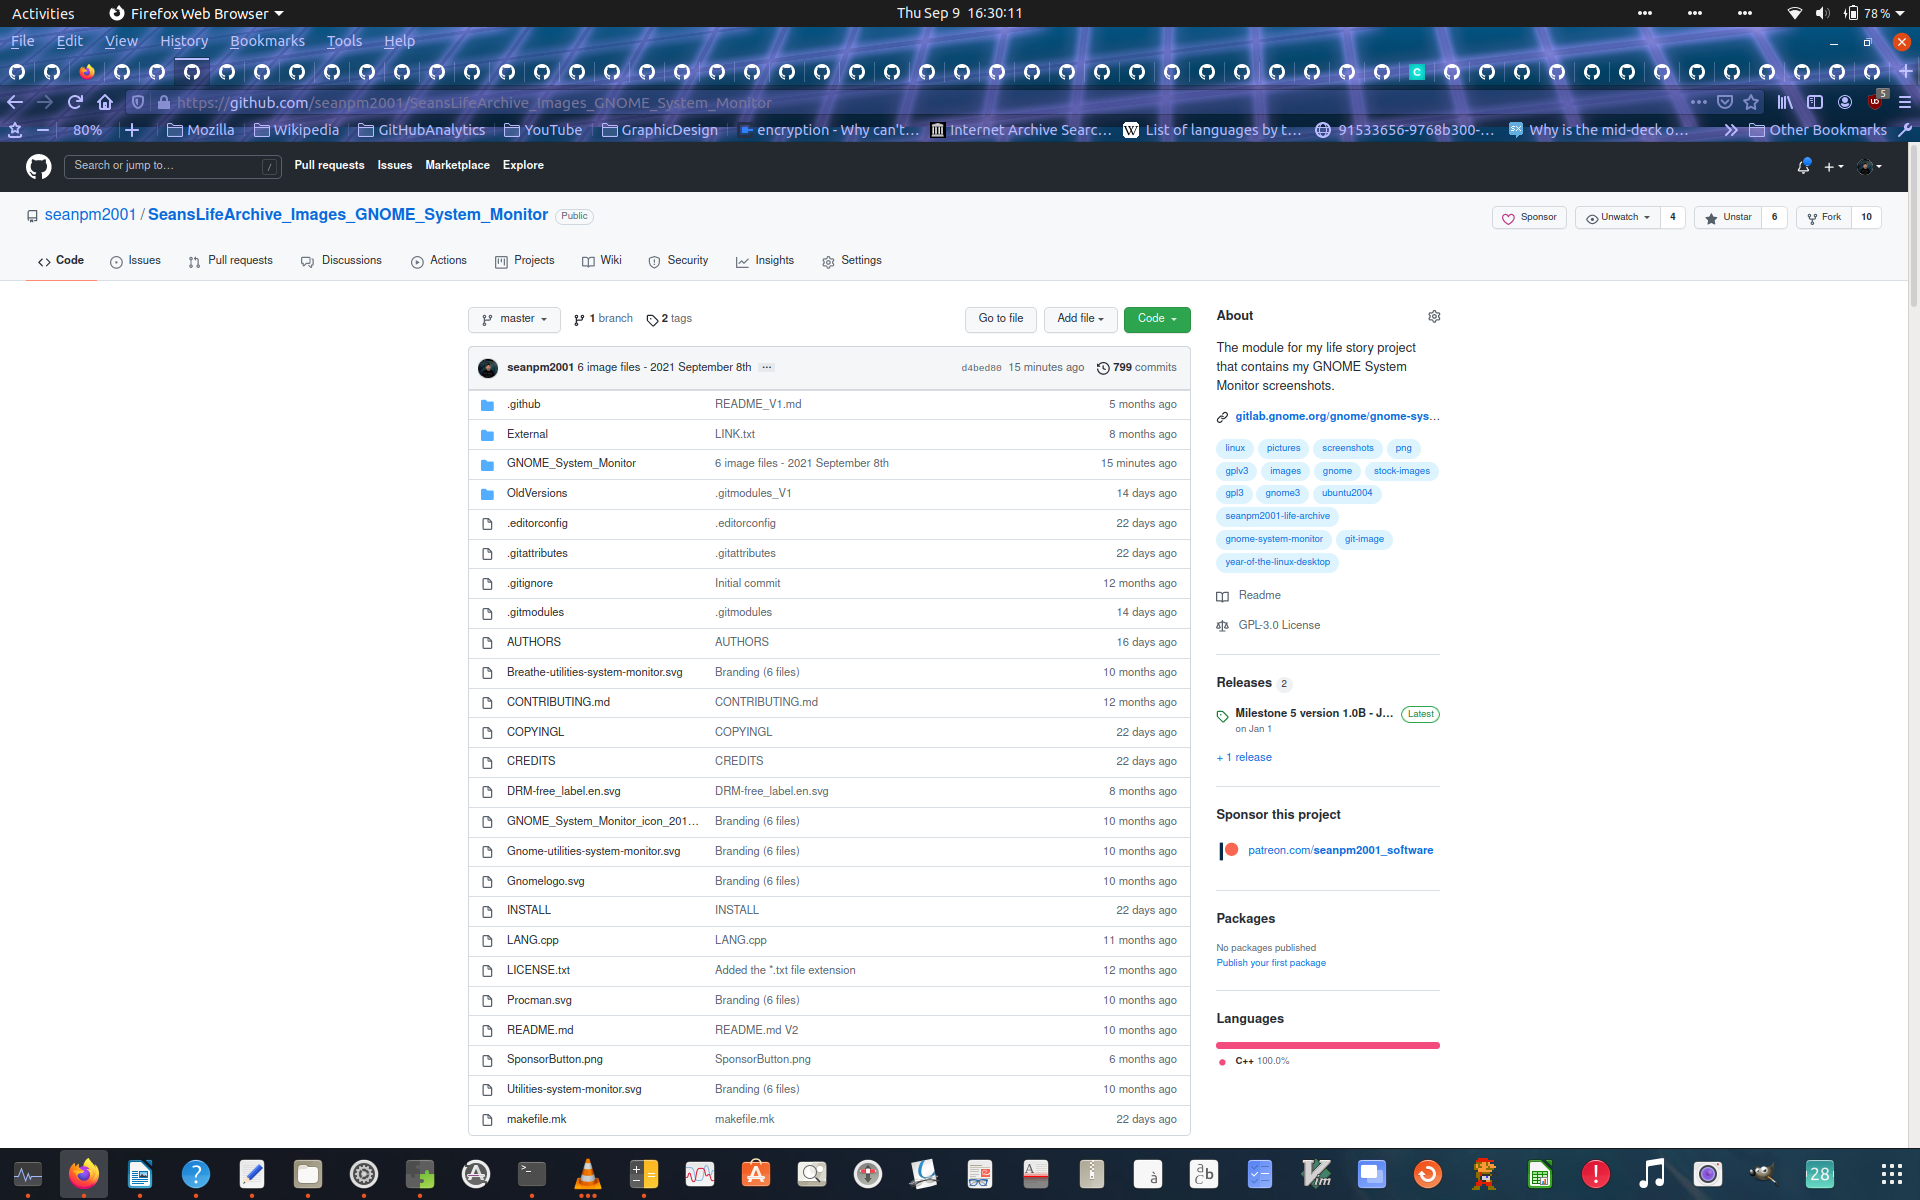 Activities Firefox Web Browser Thu Sep 9 16:30:11 78 %
File Edit View History Bookmarks Tools Help
https://github.com/seanpm2001/SeansLifeArchive_Images_GNOME_System_Monitor 5
80% Mozilla Wikipedia GitHubAnalytics YouTube GraphicDesign encryption - Why can't… Internet Archive Searc… List of languages by t… 91533656-9768b300-… Why is the mid-deck o… Other Bookmarks
Search or jump to… / Pull requests Issues Marketplace Explore
seanpm2001 / SeansLifeArchive_Images_GNOME_System_Monitor Public Sponsor Unwatch 4 Unstar 6 Fork 10
Code Issues Pull requests Discussions Actions Projects Wiki Security Insights Settings
master 1 branch 2 tags Go to file Add file Code
seanpm2001 6 image files - 2021 September 8th ... d4bed80 15 minutes ago 799 commits
.github README_V1.md 5 months ago
External LINK.txt 8 months ago
GNOME_System_Monitor 6 image files - 2021 September 8th 15 minutes ago
OldVersions .gitmodules_V1 14 days ago
.editorconfig .editorconfig 22 days ago
.gitattributes .gitattributes 22 days ago
.gitignore Initial commit 12 months ago
.gitmodules .gitmodules 14 days ago
AUTHORS AUTHORS 16 days ago
Breathe-utilities-system-monitor.svg Branding (6 files) 10 months ago
CONTRIBUTING.md CONTRIBUTING.md 12 months ago
COPYINGL COPYINGL 22 days ago
CREDITS CREDITS 22 days ago
DRM-free_label.en.svg DRM-free_label.en.svg 8 months ago
GNOME_System_Monitor_icon_201… Branding (6 files) 10 months ago
Gnome-utilities-system-monitor.svg Branding (6 files) 10 months ago
Gnomelogo.svg Branding (6 files) 10 months ago
INSTALL INSTALL 22 days ago
LANG.cpp LANG.cpp 11 months ago
LICENSE.txt Added the *.txt file extension 12 months ago
Procman.svg Branding (6 files) 10 months ago
README.md README.md V2 10 months ago
SponsorButton.png SponsorButton.png 6 months ago
Utilities-system-monitor.svg Branding (6 files) 10 months ago
makefile.mk makefile.mk 22 days ago
About
The module for my life story project
that contains my GNOME System
Monitor screenshots.
gitlab.gnome.org/gnome/gnome-sys…
linux pictures screenshots png
gplv3 images gnome stock-images
gpl3 gnome3 ubuntu2004
seanpm2001-life-archive
gnome-system-monitor git-image
year-of-the-linux-desktop
Readme
GPL-3.0 License
Releases 2
Milestone 5 version 1.0B - J… Latest
on Jan 1
+ 1 release
Sponsor this project
patreon.com/seanpm2001_software
Packages
No packages published
Publish your first package
Languages
C++ 100.0%
28